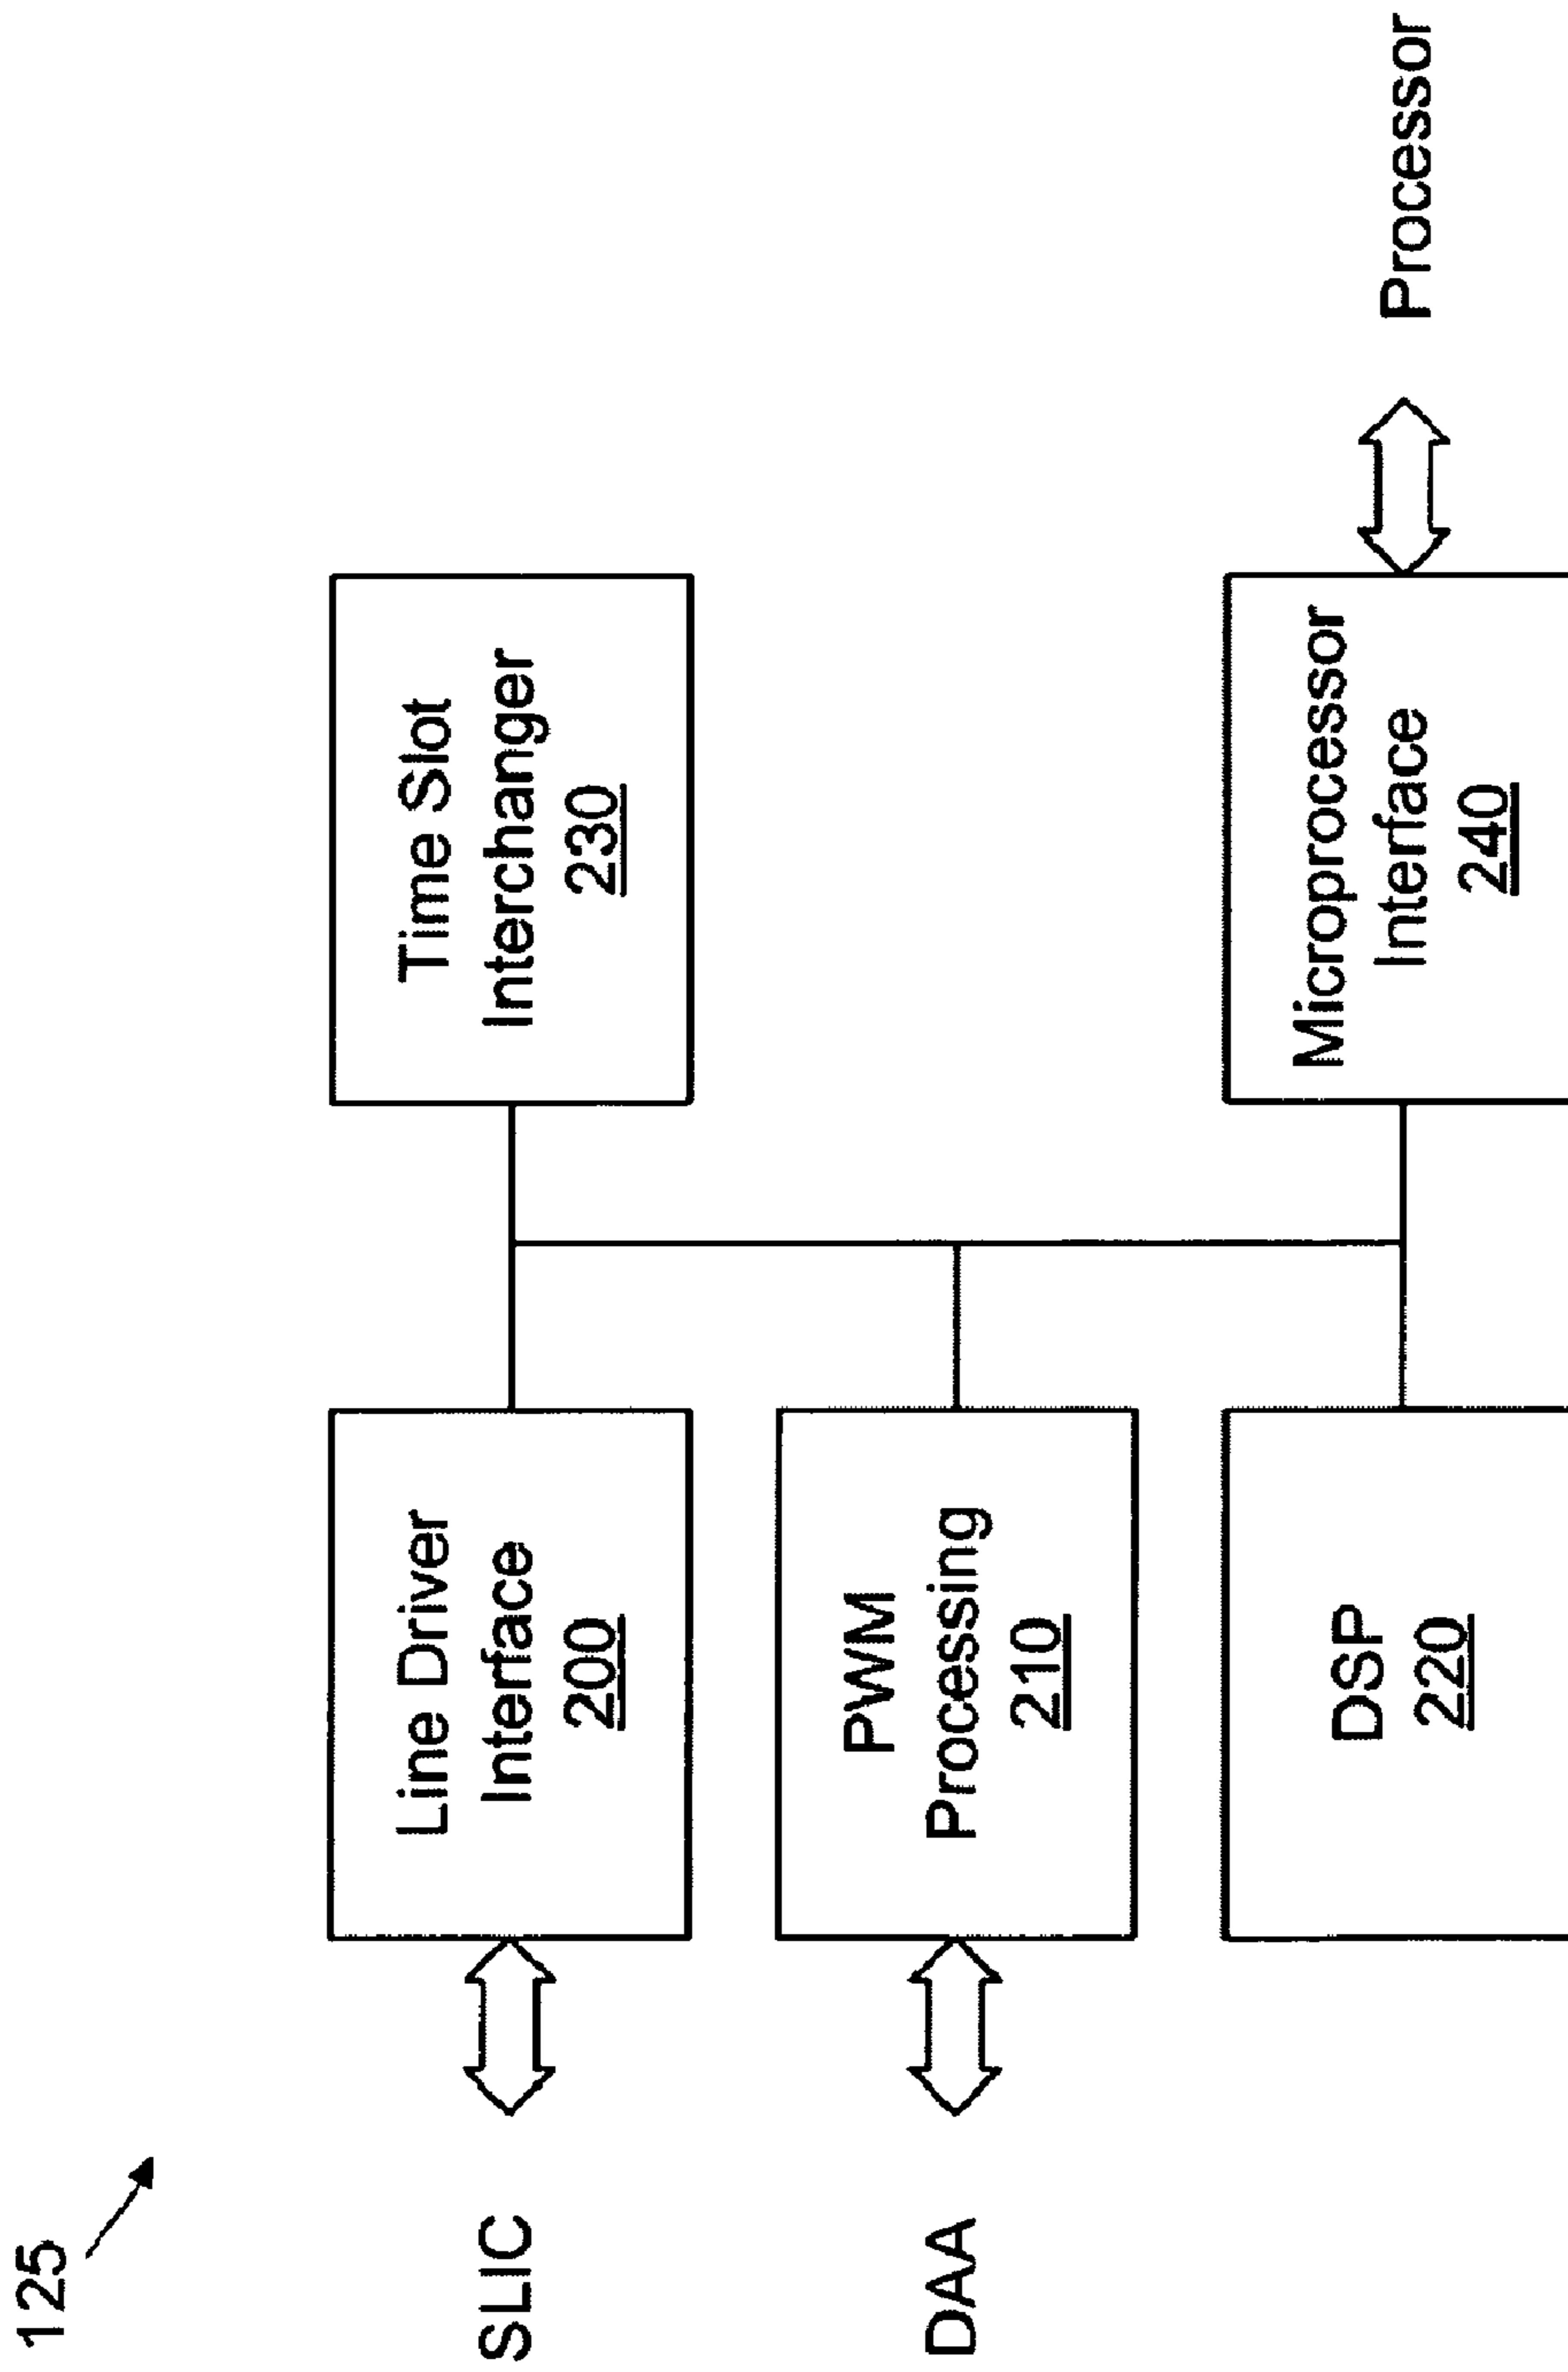 125
SLIC
Line Driver
Interface
200
Time Slot
Interchanger
230
DAA
PWM
Processing
210
DSP
220
Microprocessor
Interface
240
Processor